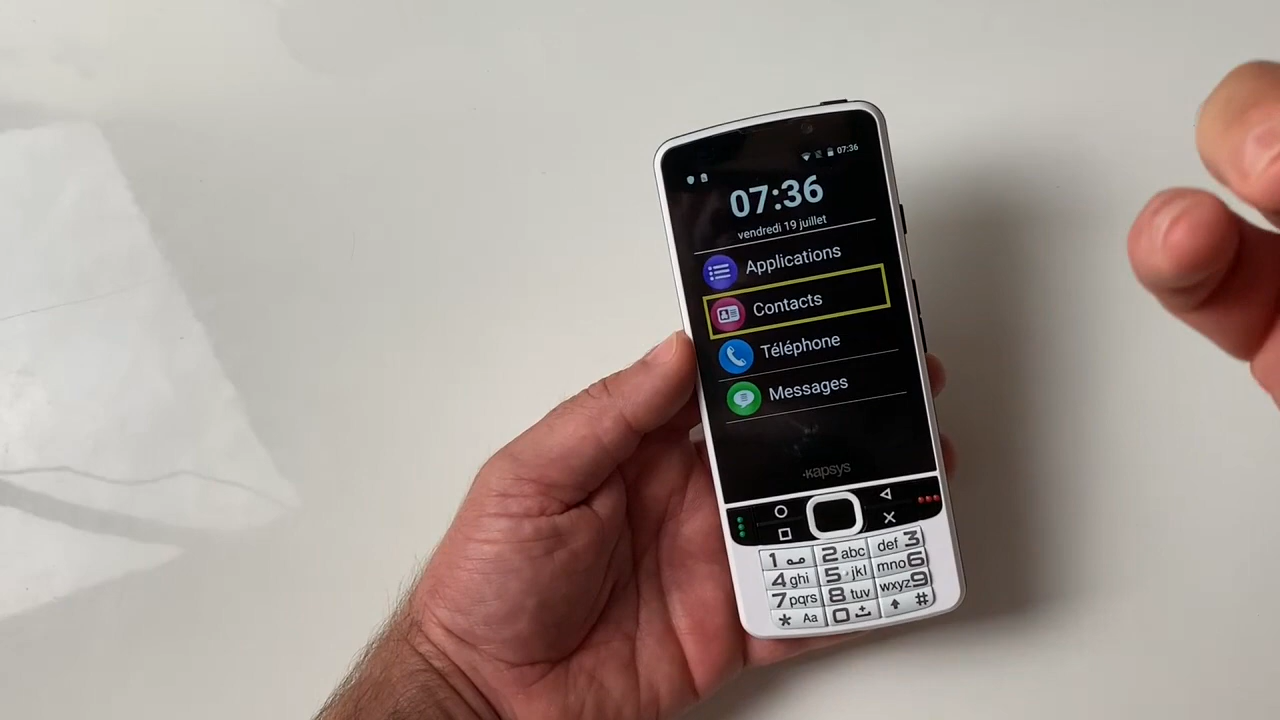 07:36
07:36
vendredi 19 juillet
Applications
Contacts
Téléphone
Messages
kapsys
1 2 abc def 3
4 ghi 5 jkl mno 6
7 pqrs 8 tuv wxyz 9
* Aa 0 #